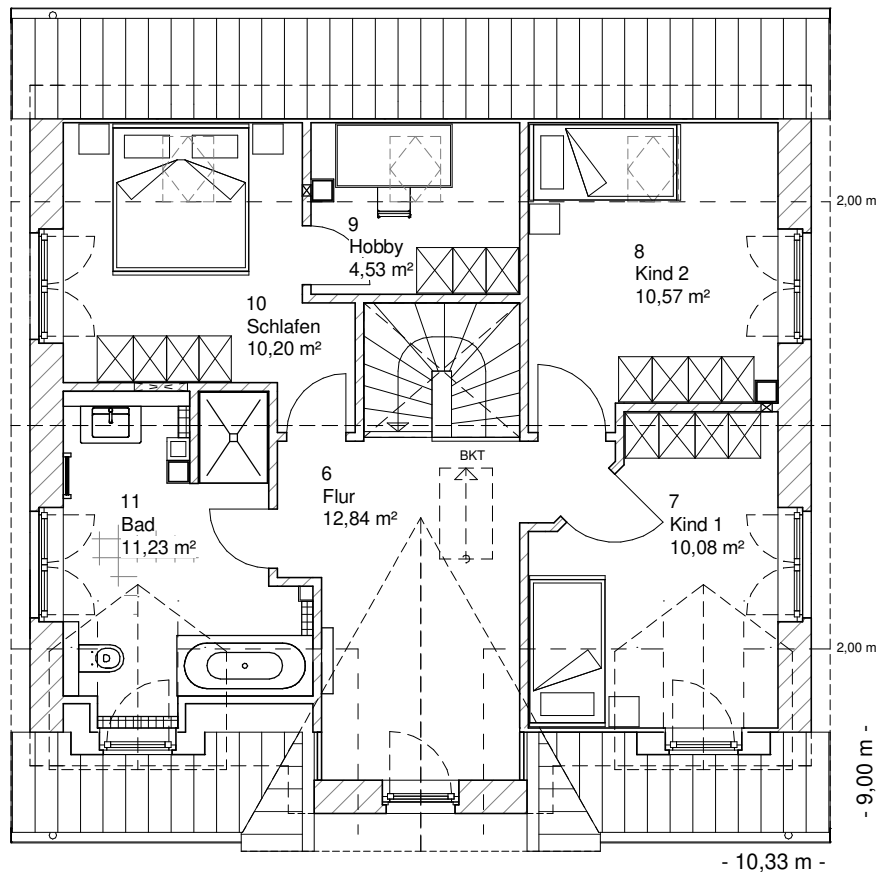 2,00 m
9
Hobby
4,53 m²
8
Kind 2
10,57 m²
10
Schlafen
10,20 m²
BKT
6
Flur
12,84 m²
11
Bad
11,23 m²
7
Kind 1
10,08 m²
2,00 m
- 9,00 m -
- 10,33 m -